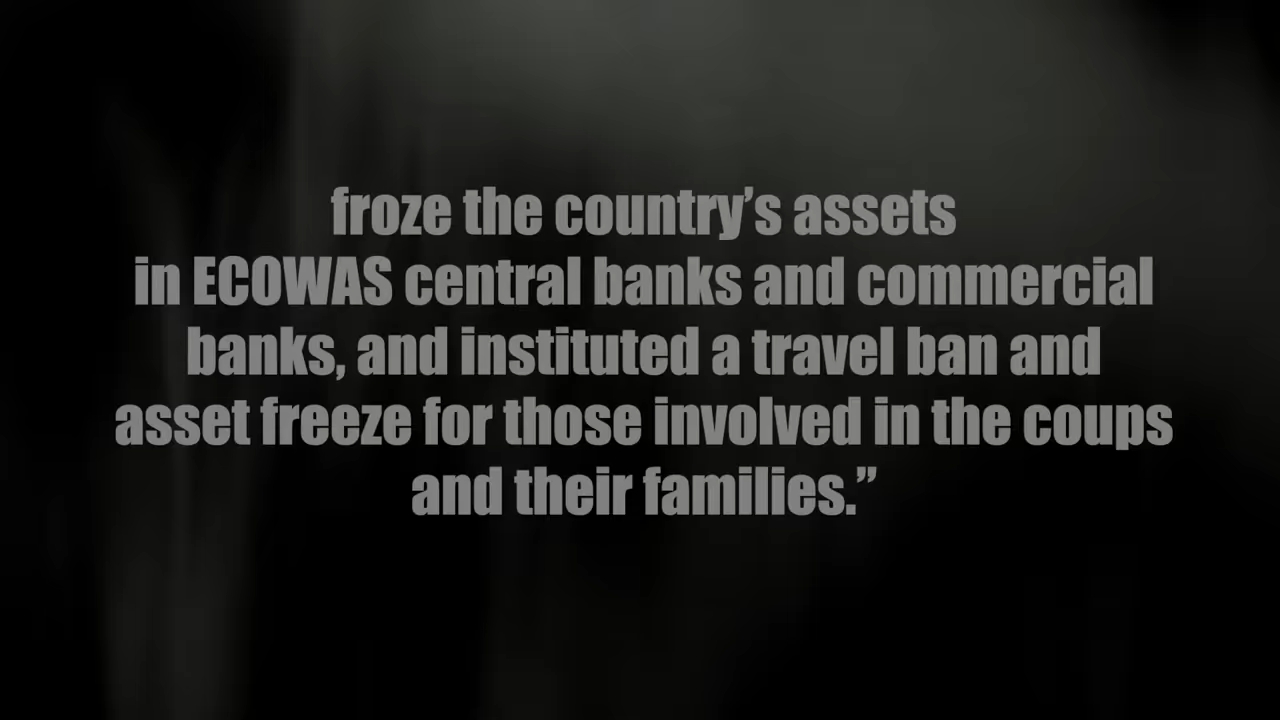 froze the country’s assets
in ECOWAS central banks and commercial
banks, and instituted a travel ban and
asset freeze for those involved in the coups
and their families.”